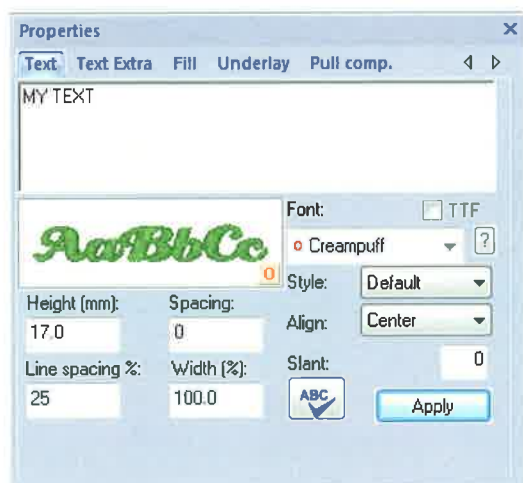 Properties
Text Text Extra Fill Underlay Pull comp.
MY TEXT
AaBbCc
O
Font:
TTF
o Creampuff
?
Style:
Default
Height (mm):
Spacing:
17.0
0
Align:
Center
Line spacing %:
Width (%):
Slant:
0
25
100.0
ABC
Apply